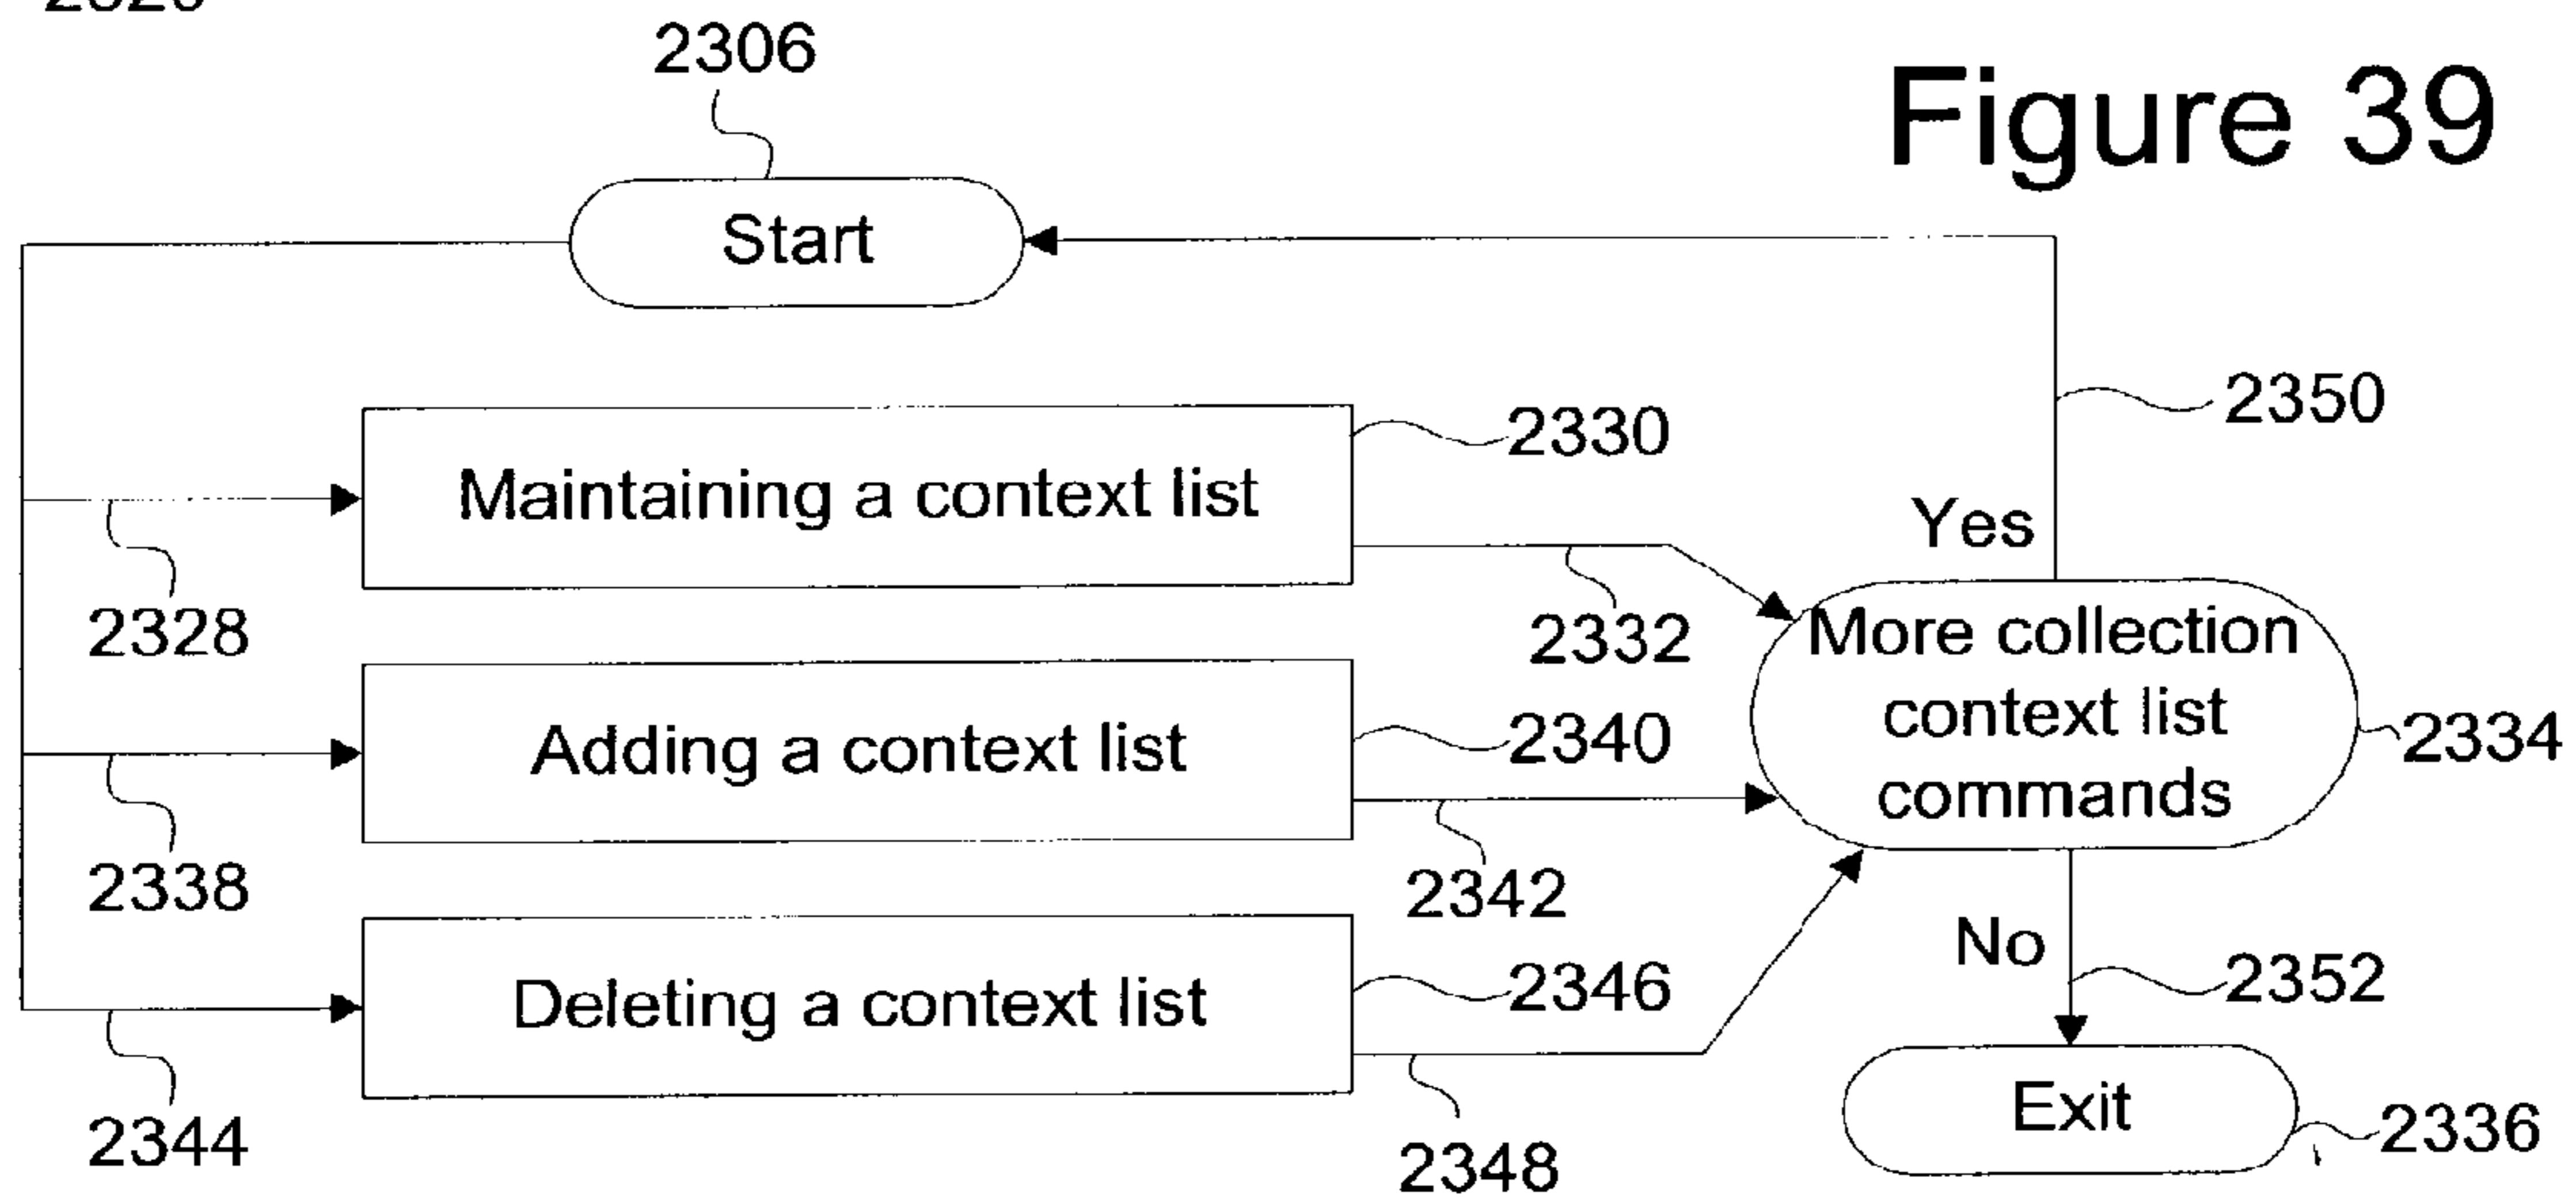 2306
Figure 39
Start
2350
2330
Maintaining a context list
Yes
2328
2332
More collection
context list
commands
2334
2340
Adding a context list
2338
2342
No
2346
Deleting a context list
2352
2344
2348
Exit
2336